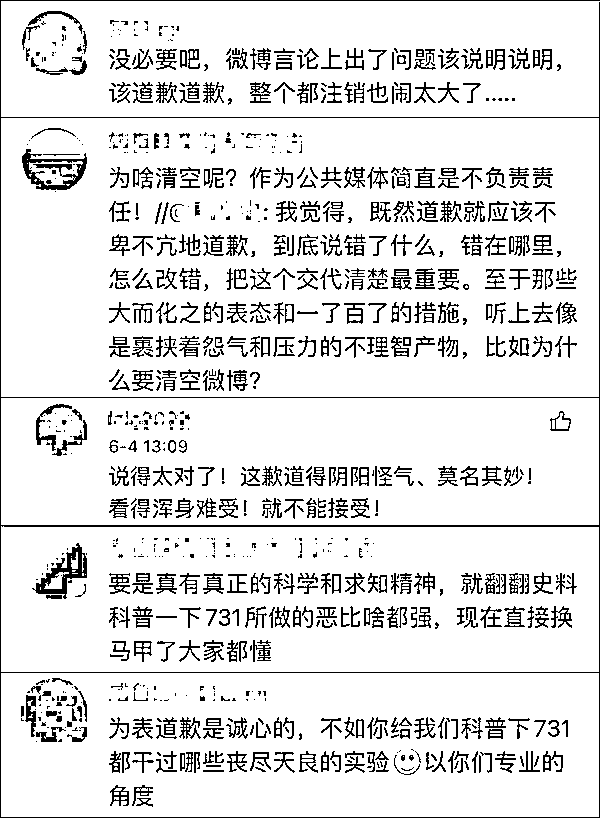 没必要吧，微博言论上出了问题该说明说明，
该道歉道歉，整个都注销也闹太大了.....
为啥清空呢？作为公共媒体简直是不负责责
任！//@: 我觉得，既然道歉就应该不
卑不亢地道歉，到底说错了什么，错在哪里，
怎么改错，把这个交代清楚最重要。至于那些
大而化之的表态和一了百了的措施，听上去像
是裹挟着怨气和压力的不理智产物，比如为什
么要清空微博？
6-4 13:09
说得太对了！这歉道得阴阳怪气、莫名其妙！
看得浑身难受！就不能接受！
要是真有真正的科学和求知精神，就翻翻史料
科普一下731所做的恶比啥都强，现在直接换
马甲了大家都懂
为表道歉是诚心的，不如你给我们科普下731
都干过哪些丧尽天良的实验🙂以你们专业的
角度